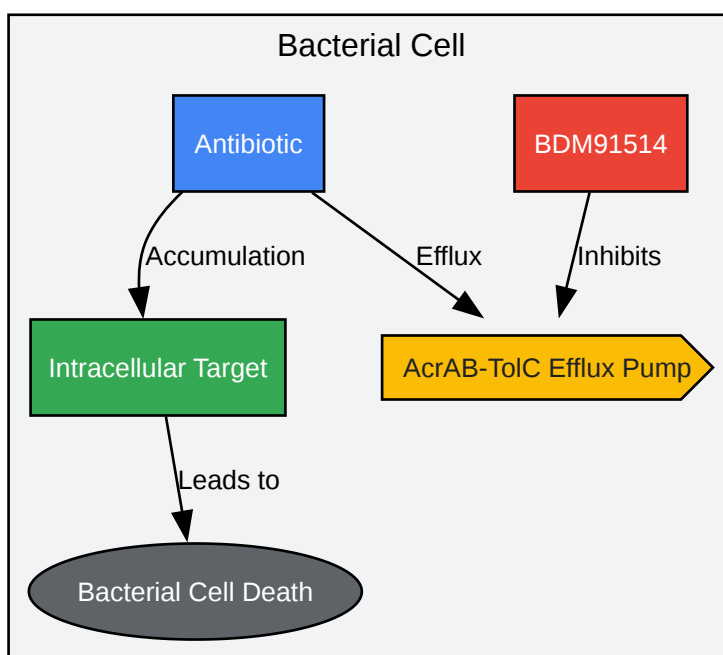 Bacterial Cell
Antibiotic
BDM91514
Accumulation
Efflux
Inhibits
Intracellular Target
AcrAB-TolC Efflux Pump
Leads to
Bacterial Cell Death